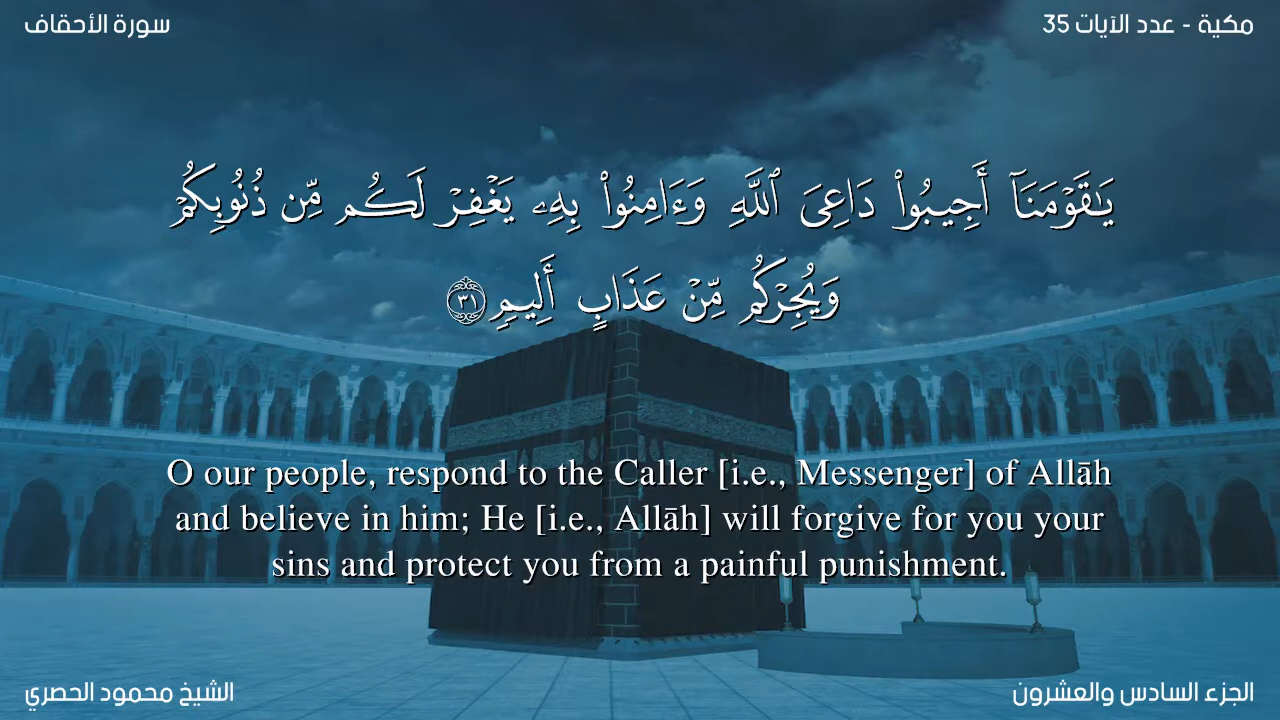 سورة الأحقاف
مكية - عدد الآيات 35
يَـٰقَوْمَنَآ أَجِيبُوا۟ دَاعِىَ ٱللَّهِ وَءَامِنُوا۟ بِهِۦ يَغْفِرْ لَكُم مِّن ذُنُوبِكُمْ
وَيُجِرْكُم مِّنْ عَذَابٍ أَلِيمٍ ٣١
O our people, respond to the Caller [i.e., Messenger] of Allāh
and believe in him; He [i.e., Allāh] will forgive for you your
sins and protect you from a painful punishment.
الشيخ محمود الحصري
الجزء السادس والعشرون